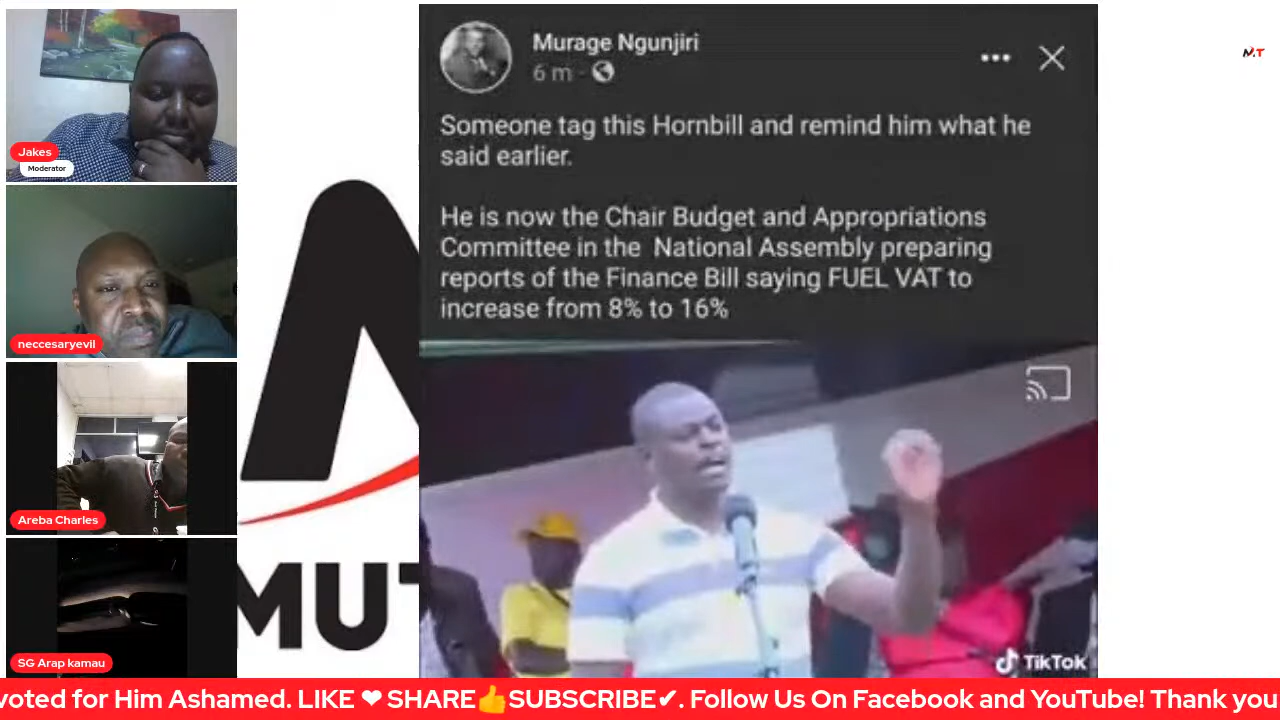 Murage Ngunjiri
6 m
Someone tag this Hornbill and remind him what he
said earlier.
He is now the Chair Budget and Appropriations
Committee in the National Assembly preparing
reports of the Finance Bill saying FUEL VAT to
increase from 8% to 16%
TikTok
Jakes
Moderator
neccesaryevil
Areba Charles
SG Arap kamau
MUT
M.T
voted for Him Ashamed. LIKE ❤ SHARE👍SUBSCRIBE✔. Follow Us On Facebook and YouTube! Thank you